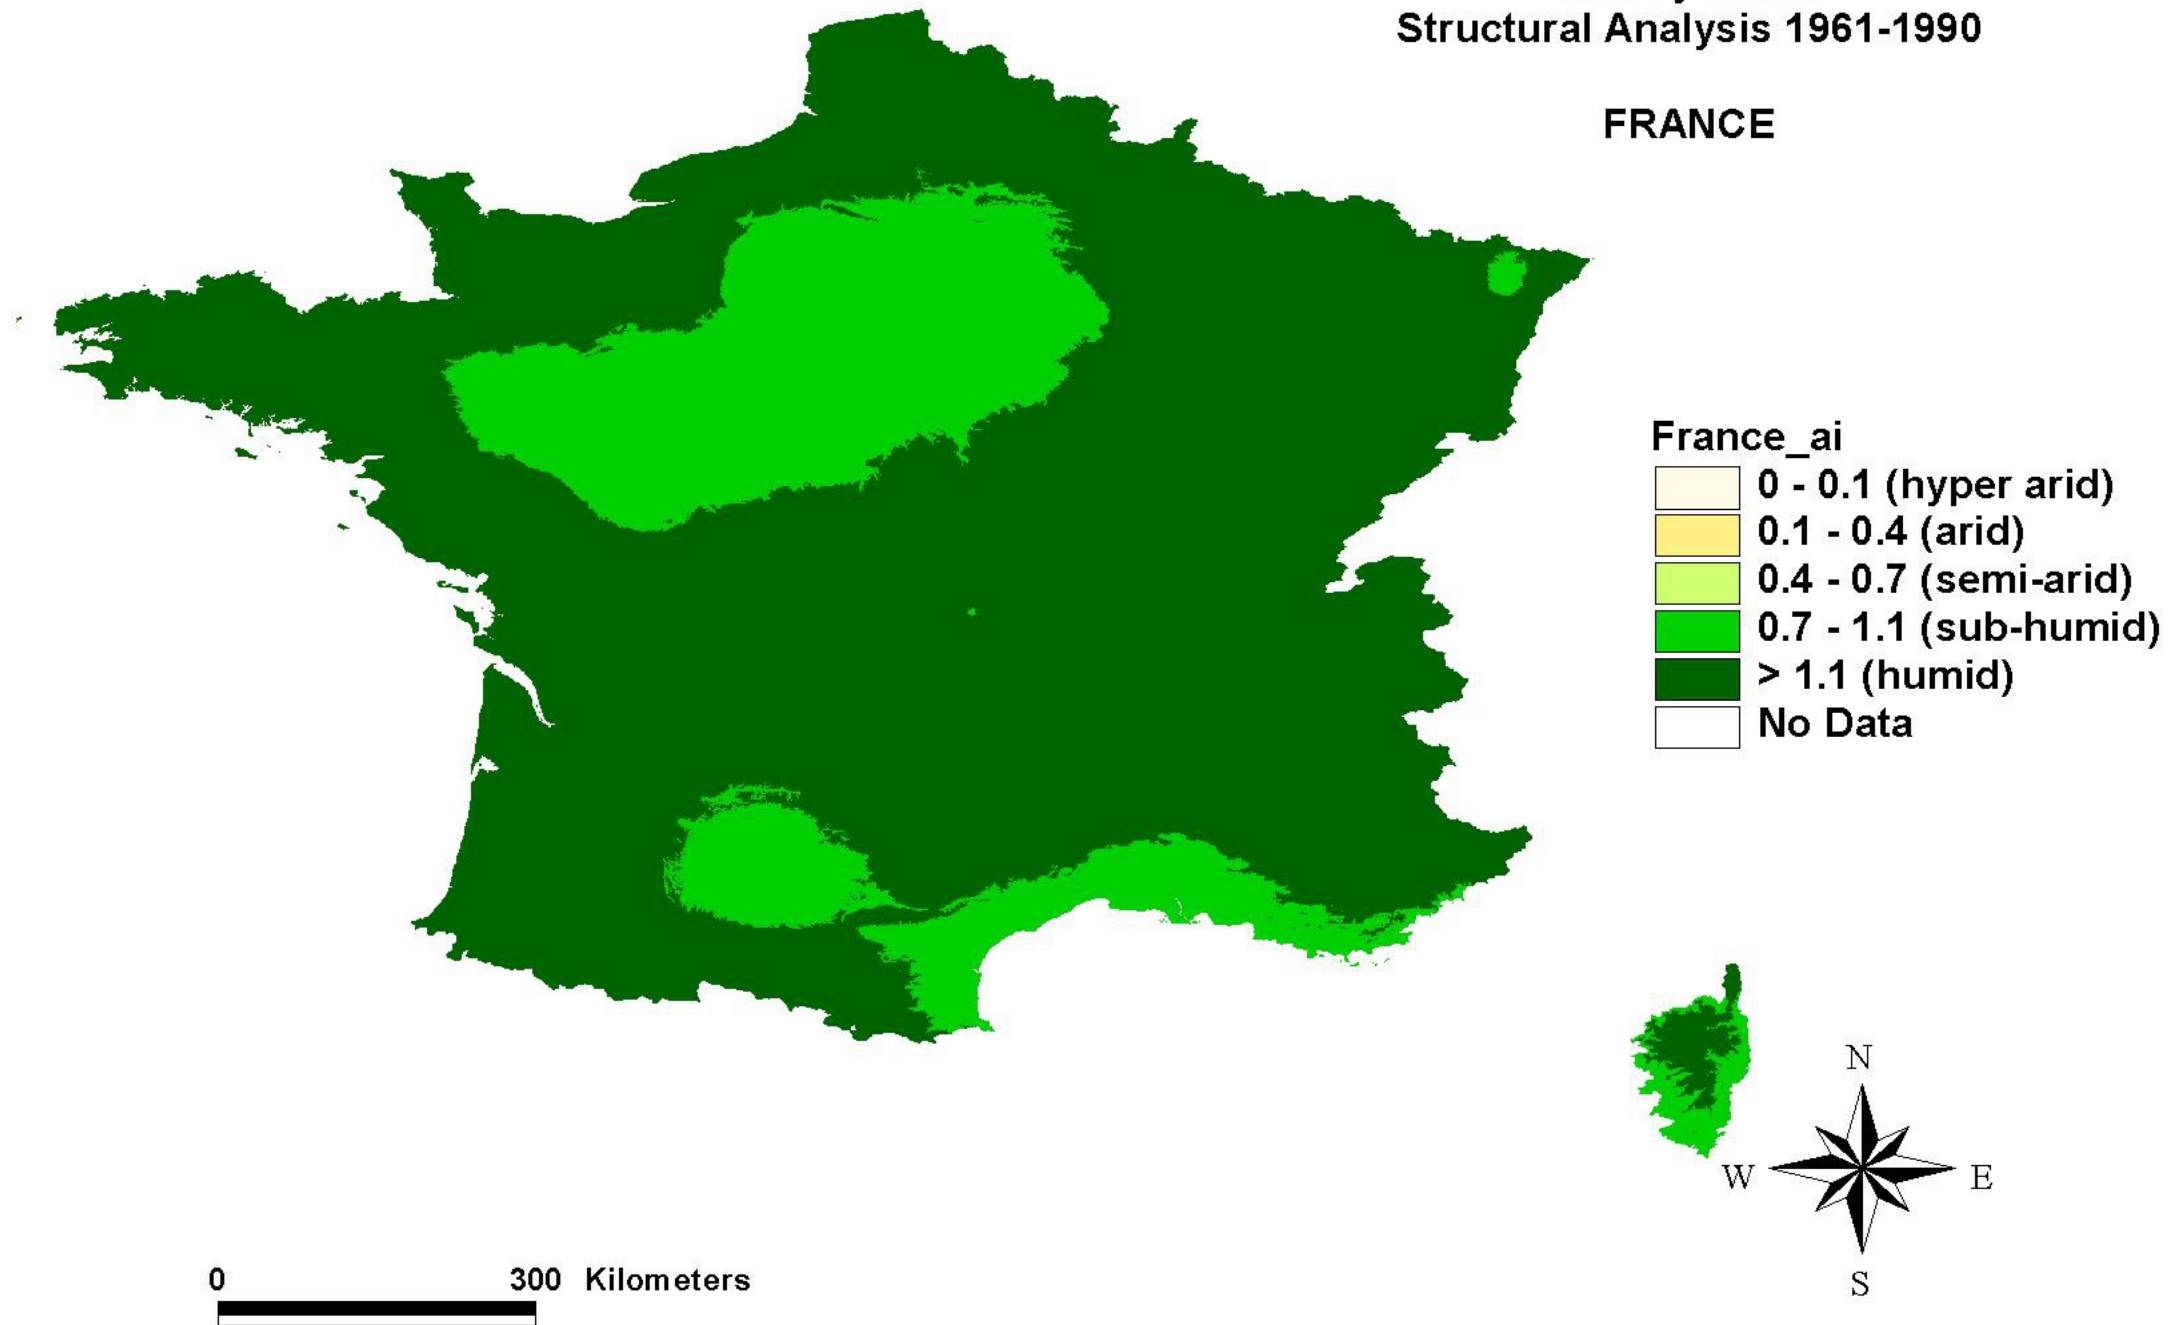 Structural Analysis 1961-1990
FRANCE
France_ai
0 - 0.1 (hyper arid)
0.1 - 0.4 (arid)
0.4 - 0.7 (semi-arid)
0.7 - 1.1 (sub-humid)
> 1.1 (humid)
No Data
N
W E
S
0 300 Kilometers